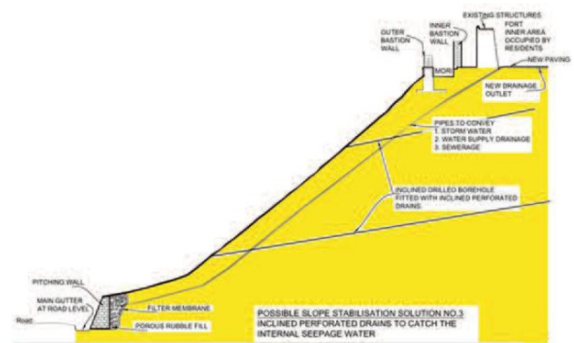 EXISTING STRUCTURES
FORT
INNER AREA
OCCUPIED BY
RESIDENTS
INNER
BASTION
WALL
OUTER
BASTION
WALL
MORI
NEW PAVING
NEW DRAINAGE
OUTLET
PIPES TO CONVEY
1. STORM WATER
2. WATER SUPPLY DRAINAGE
3. SEWERAGE
INCLINED DRILLED BOREHOLE
FITTED WITH INCLINED PERFORATED
DRAINS
PITCHING WALL
MAIN GUTTER
AT ROAD LEVEL
Road
FILTER MEMBRANE
POROUS RUBBLE FILL
POSSIBLE SLOPE STABILISATION SOLUTION NO.3
INCLINED PERFORATED DRAINS TO CATCH THE
INTERNAL SEEPAGE WATER